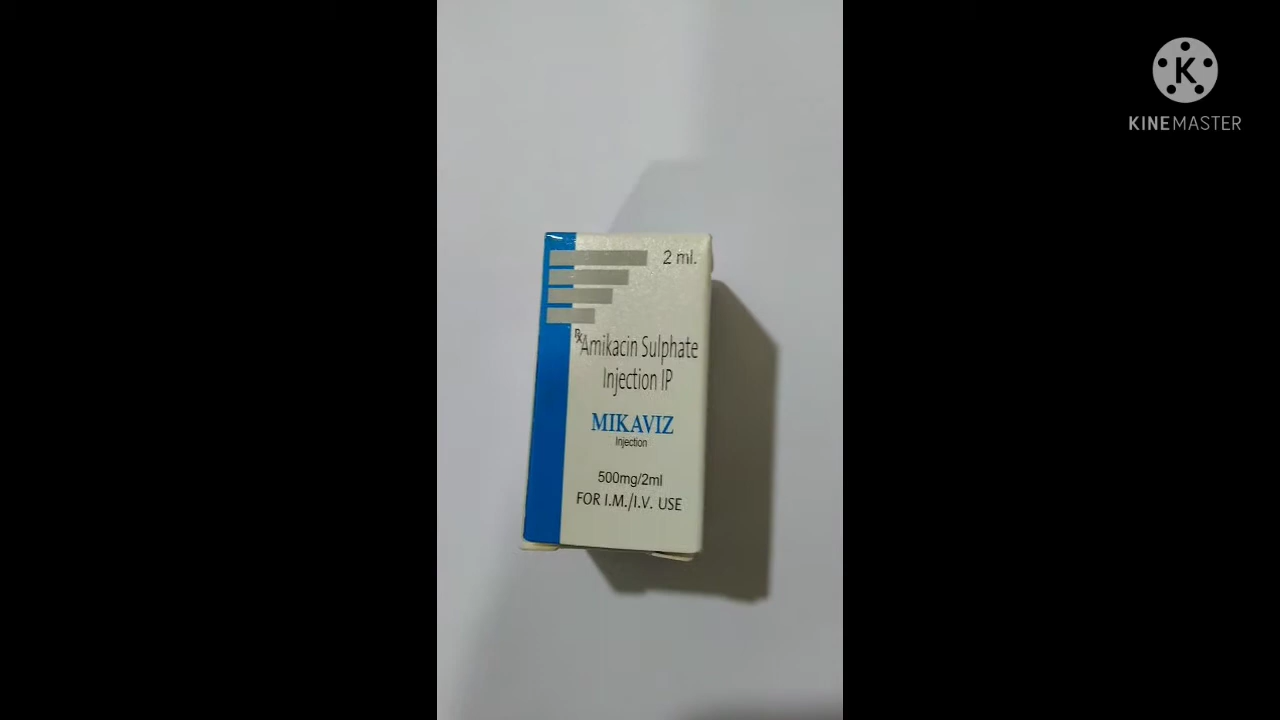 K
KINEMASTER
2 ml.
Rx Amikacin Sulphate
Injection IP
MIKAVIZ
Injection
500mg/2ml
FOR I.M./I.V. USE